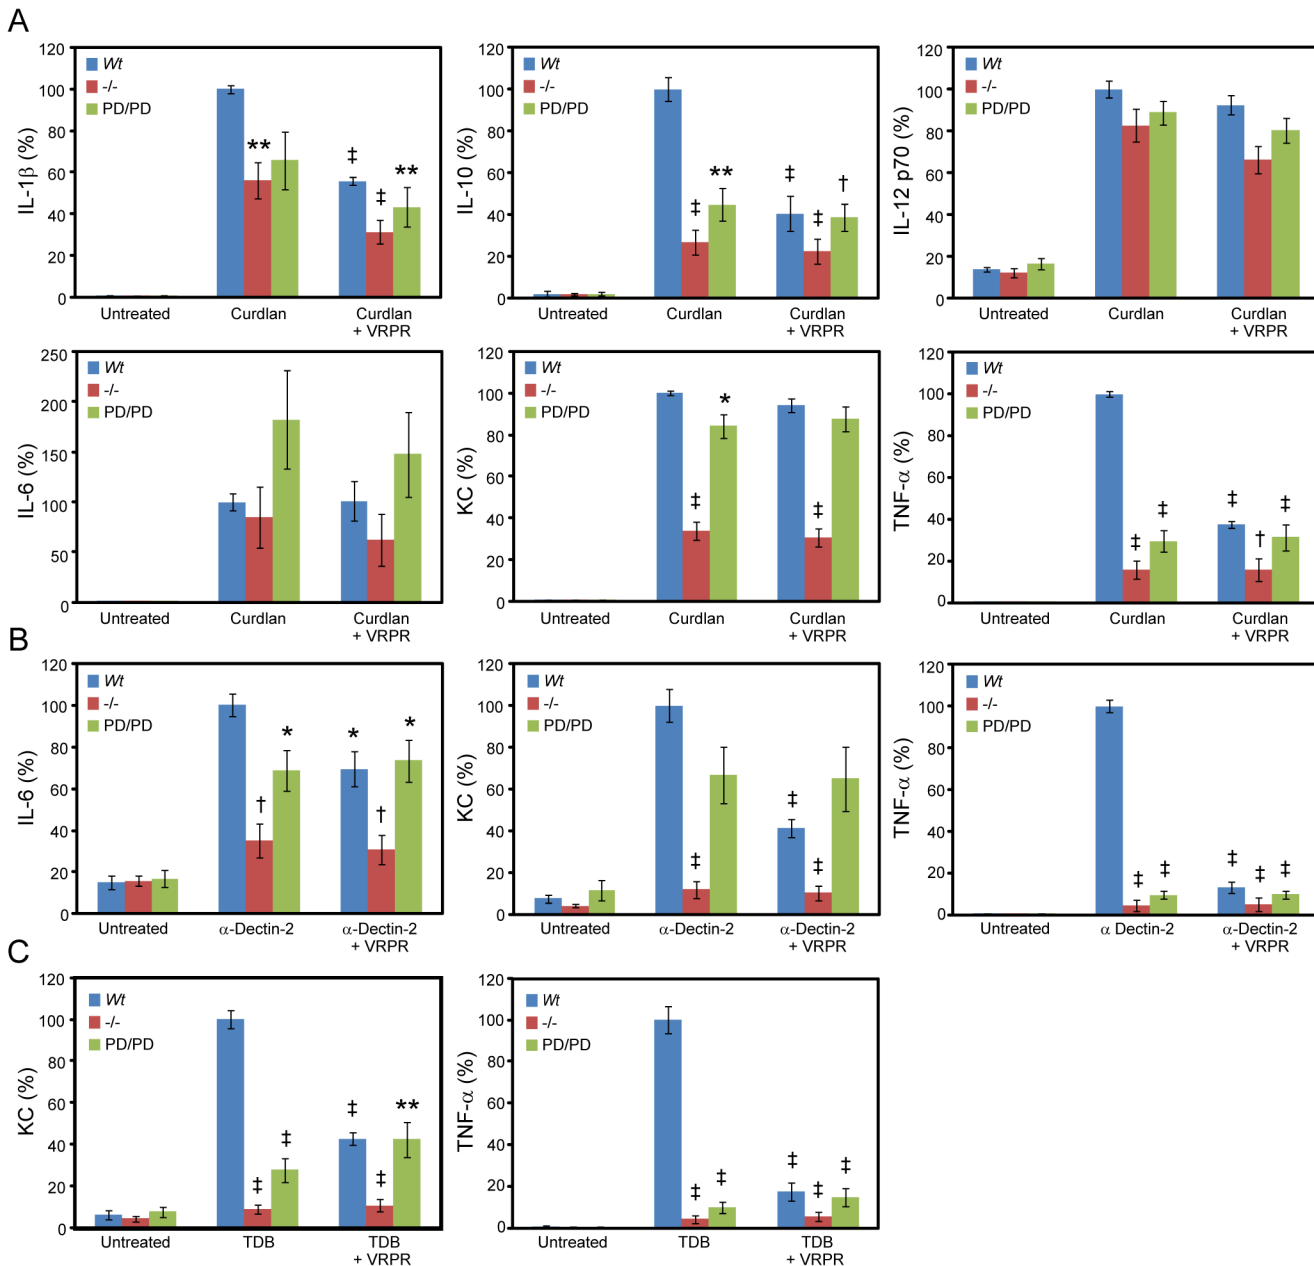 A
120
100
80
60
40
20
0
IL-1β (%)
Wt
-/-
PD/PD
**
‡
‡
**
Untreated
Curdlan
Curdlan
+ VRPR
120
100
80
60
40
20
0
IL-10 (%)
Wt
-/-
PD/PD
‡
**
‡
‡
†
Untreated
Curdlan
Curdlan
+ VRPR
120
100
80
60
40
20
0
IL-12 p70 (%)
Wt
-/-
PD/PD
Untreated
Curdlan
Curdlan
+ VRPR
250
200
150
100
50
0
IL-6 (%)
Wt
-/-
PD/PD
Untreated
Curdlan
Curdlan
+ VRPR
120
100
80
60
40
20
0
KC (%)
Wt
-/-
PD/PD
‡
*
‡
Untreated
Curdlan
Curdlan
+ VRPR
120
100
80
60
40
20
0
TNF-α (%)
Wt
-/-
PD/PD
‡
‡
‡
†
‡
Untreated
Curdlan
Curdlan
+ VRPR
B
120
100
80
60
40
20
0
IL-6 (%)
Wt
-/-
PD/PD
†
*
*
†
*
Untreated
α-Dectin-2
α-Dectin-2
+ VRPR
120
100
80
60
40
20
0
KC (%)
Wt
-/-
PD/PD
‡
‡
‡
Untreated
α-Dectin-2
α-Dectin-2
+ VRPR
120
100
80
60
40
20
0
TNF-α (%)
Wt
-/-
PD/PD
‡
‡
‡
‡
‡
Untreated
α Dectin-2
α-Dectin-2
+ VRPR
C
120
100
80
60
40
20
0
KC (%)
Wt
-/-
PD/PD
‡
‡
‡
‡
**
Untreated
TDB
TDB
+ VRPR
120
100
80
60
40
20
0
TNF-α (%)
Wt
-/-
PD/PD
‡
‡
‡
‡
‡
Untreated
TDB
TDB
+ VRPR